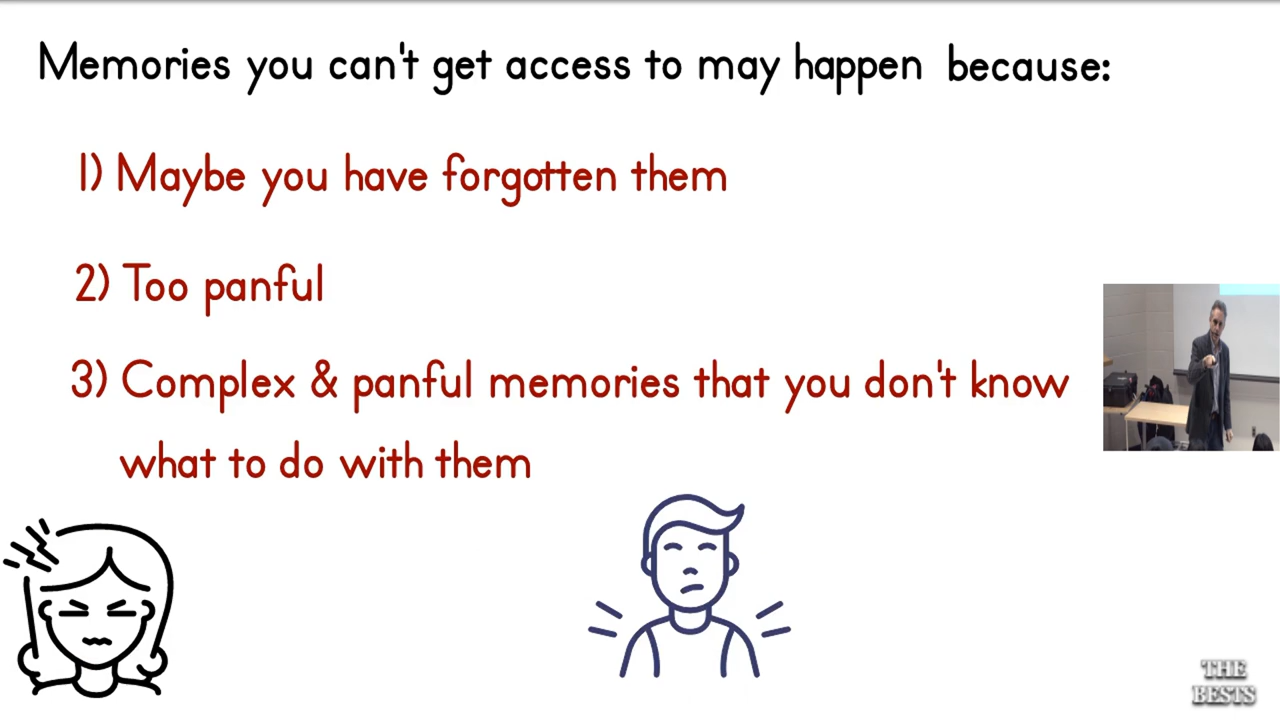 Memories you can't get access to may happen because:
1) Maybe you have forgotten them
2) Too panful
3) Complex & panful memories that you don't know
what to do with them
THE
BESTS